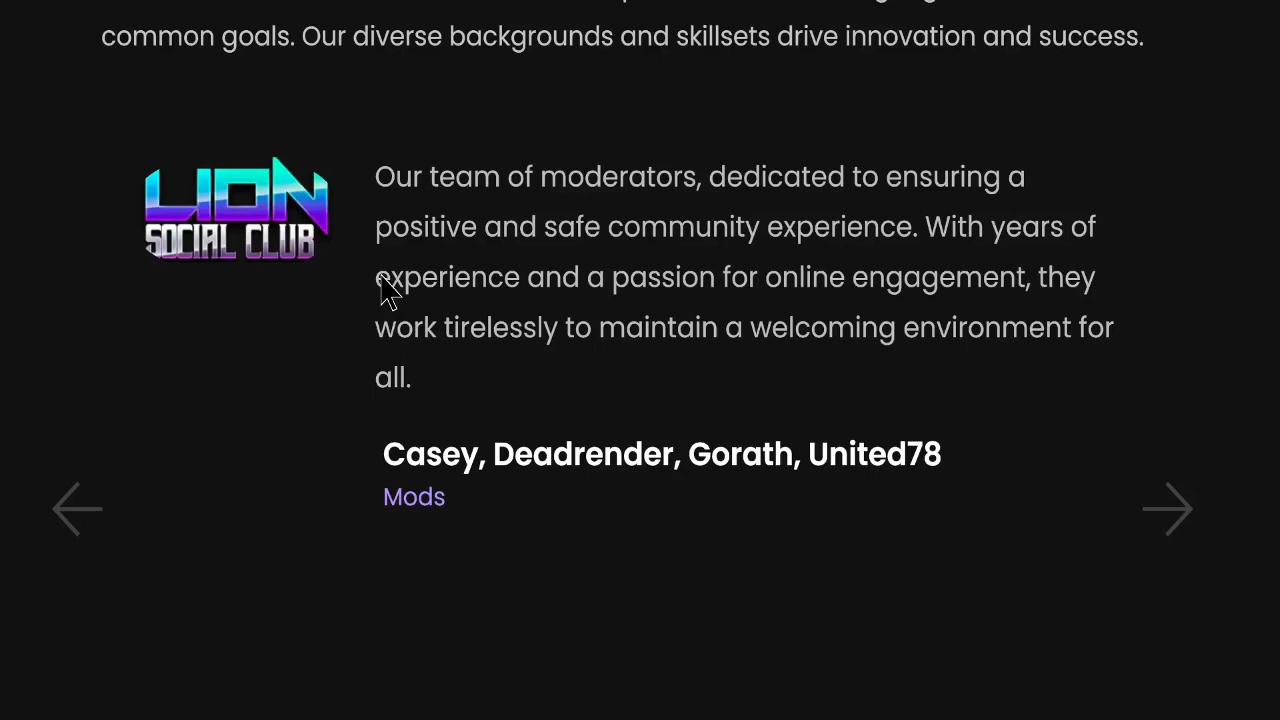 common goals. Our diverse backgrounds and skillsets drive innovation and success.
LION
SOCIAL CLUB
Our team of moderators, dedicated to ensuring a
positive and safe community experience. With years of
experience and a passion for online engagement, they
work tirelessly to maintain a welcoming environment for
all.
Casey, Deadrender, Gorath, United78
Mods